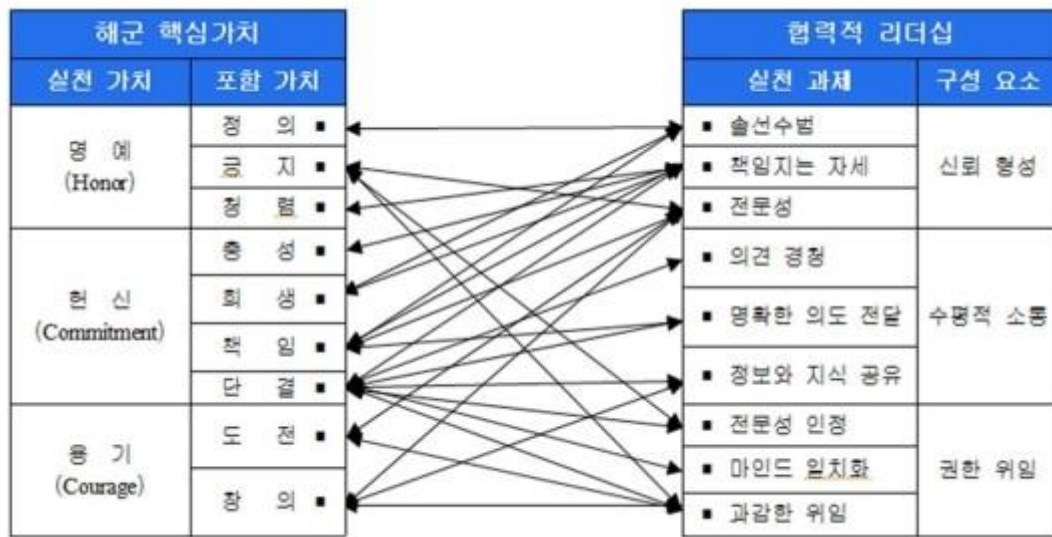 해군 핵심가치
실천 가치 포함 가치
명 예
(Honor)
정 의 ■
긍 지 ■
청 렴 ■
헌 신
(Commitment)
충 성 ■
희 생 ■
책 임 ■
단 결 ■
용 기
(Courage)
도 전 ■
창 의 ■
협력적 리더십
실천 과제 구성 요소
■ 솔선수범
■ 책임지는 자세
■ 전문성
신뢰 형성
■ 의견 경청
■ 명확한 의도 전달
■ 정보와 지식 공유
수평적 소통
■ 전문성 인정
■ 마인드 일치화
■ 과감한 위임
권한 위임